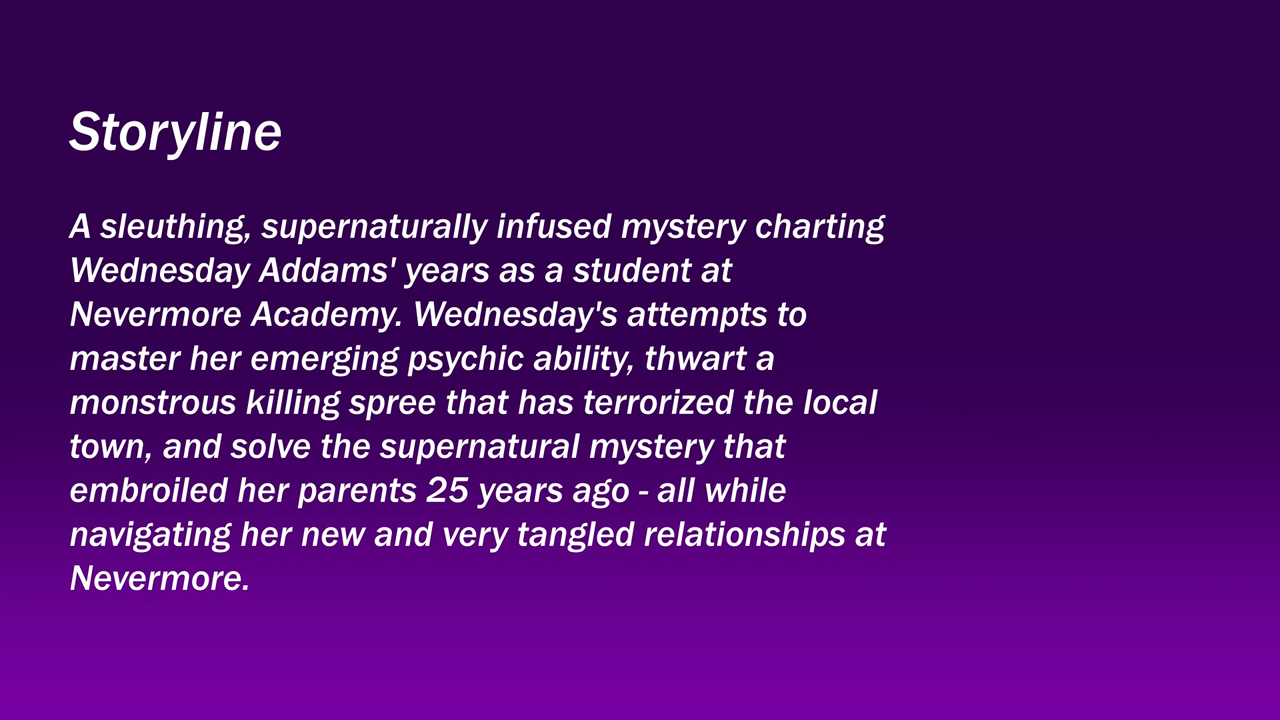 Storyline
A sleuthing, supernaturally infused mystery charting
Wednesday Addams' years as a student at
Nevermore Academy. Wednesday's attempts to
master her emerging psychic ability, thwart a
monstrous killing spree that has terrorized the local
town, and solve the supernatural mystery that
embroiled her parents 25 years ago - all while
navigating her new and very tangled relationships at
Nevermore.